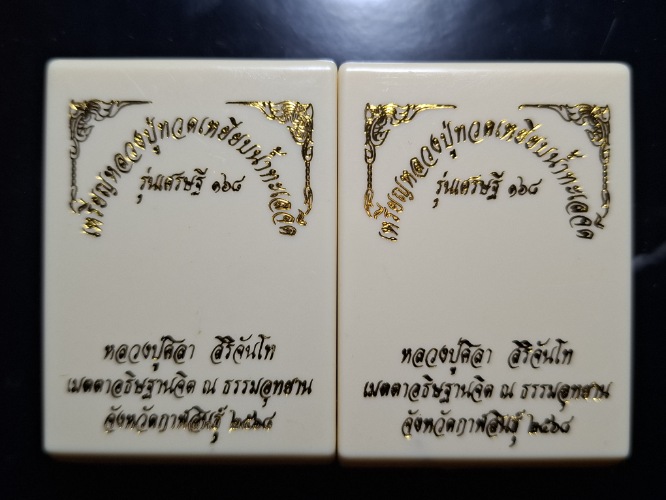 เหรียญหลวงปู่ทวดเหยียบน้ำทะเลจืด
รุ่นเศรษฐี ๑๖๘
หลวงปู่ศิลา สิริจันโท
เมตตาอธิษฐานจิต ณ ธรรมอุทยาน
จังหวัดกาฬสินธุ์ ๒๕๖๘
เหรียญหลวงปู่ทวดเหยียบน้ำทะเลจืด
รุ่นเศรษฐี ๑๖๘
หลวงปู่ศิลา สิริจันโท
เมตตาอธิษฐานจิต ณ ธรรมอุทยาน
จังหวัดกาฬสินธุ์ ๒๕๖๘